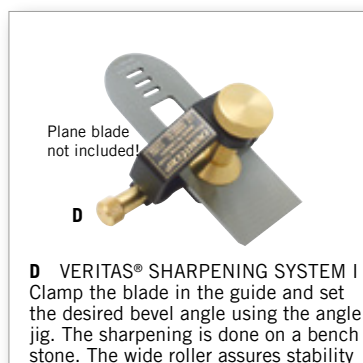 Plane blade
not included!
D
D VERITAS® SHARPENING SYSTEM I
Clamp the blade in the guide and set
the desired bevel angle using the angle
jig. The sharpening is done on a bench
stone. The wide roller assures stability